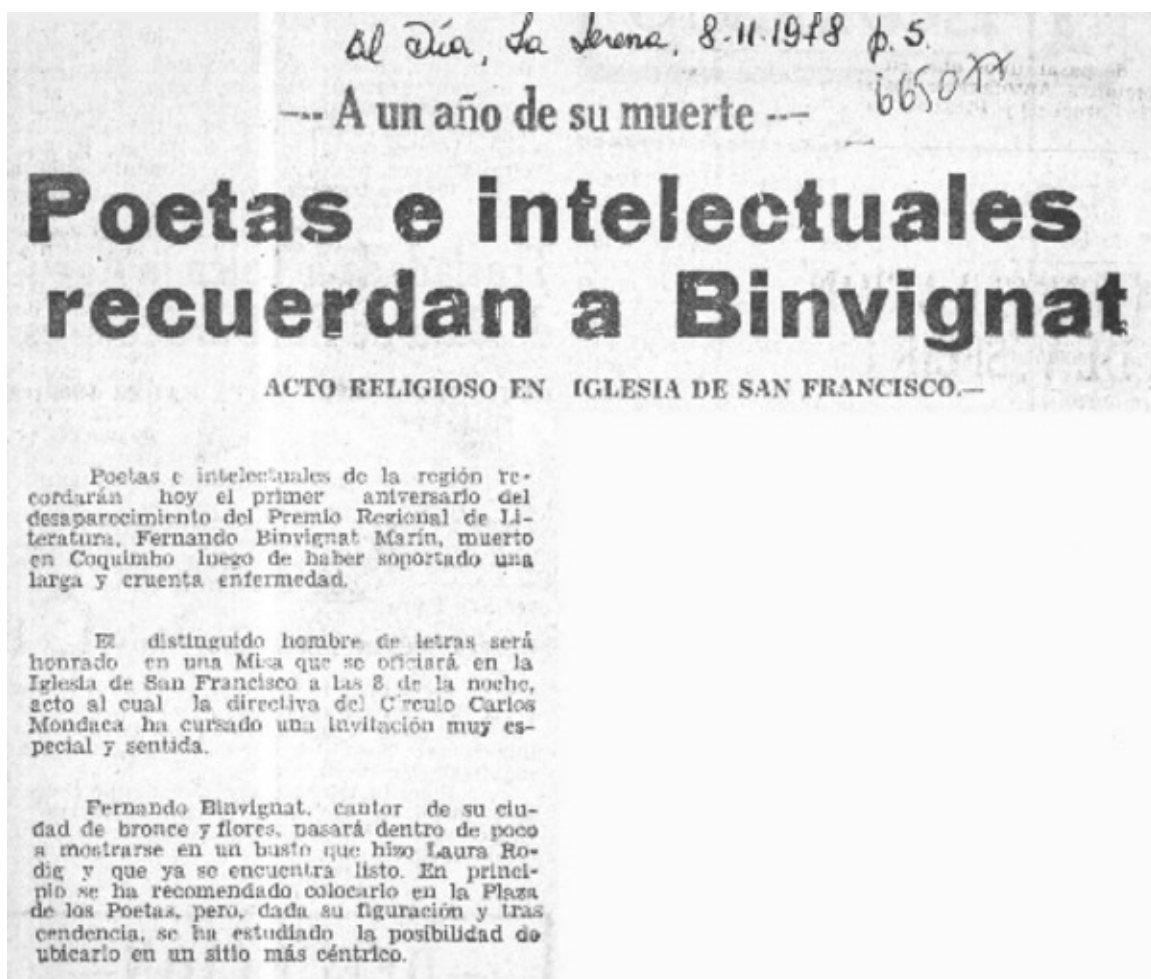 El Día, La Serena, 8-11-1978 p. 5.
665077
--- A un año de su muerte ---
Poetas e intelectuales
recuerdan a Binvignat
ACTO RELIGIOSO EN IGLESIA DE SAN FRANCISCO.—
Poetas e intelectuales de la región re-
cordarán hoy el primer aniversario del
desaparecimiento del Premio Regional de Li-
teratura, Fernando Binvignat Marín, muerto
en Coquimbo luego de haber soportado una
larga y cruenta enfermedad.
El distinguido hombre de letras será
honrado en una Misa que se oficiará en la
Iglesia de San Francisco a las 8 de la noche,
acto al cual la directiva del Círculo Carlos
Mondaca ha cursado una invitación muy es-
pecial y sentida.
Fernando Binvignat, cantor de su ciu-
dad de bronce y flores, pasará dentro de poco
a mostrarse en un busto que hizo Laura Ro-
dig y que ya se encuentra listo. En princi-
pio se ha recomendado colocarlo en la Plaza
de los Poetas, pero, dada su figuración y tras
cendencia, se ha estudiado la posibilidad de
ubicarlo en un sitio más céntrico.